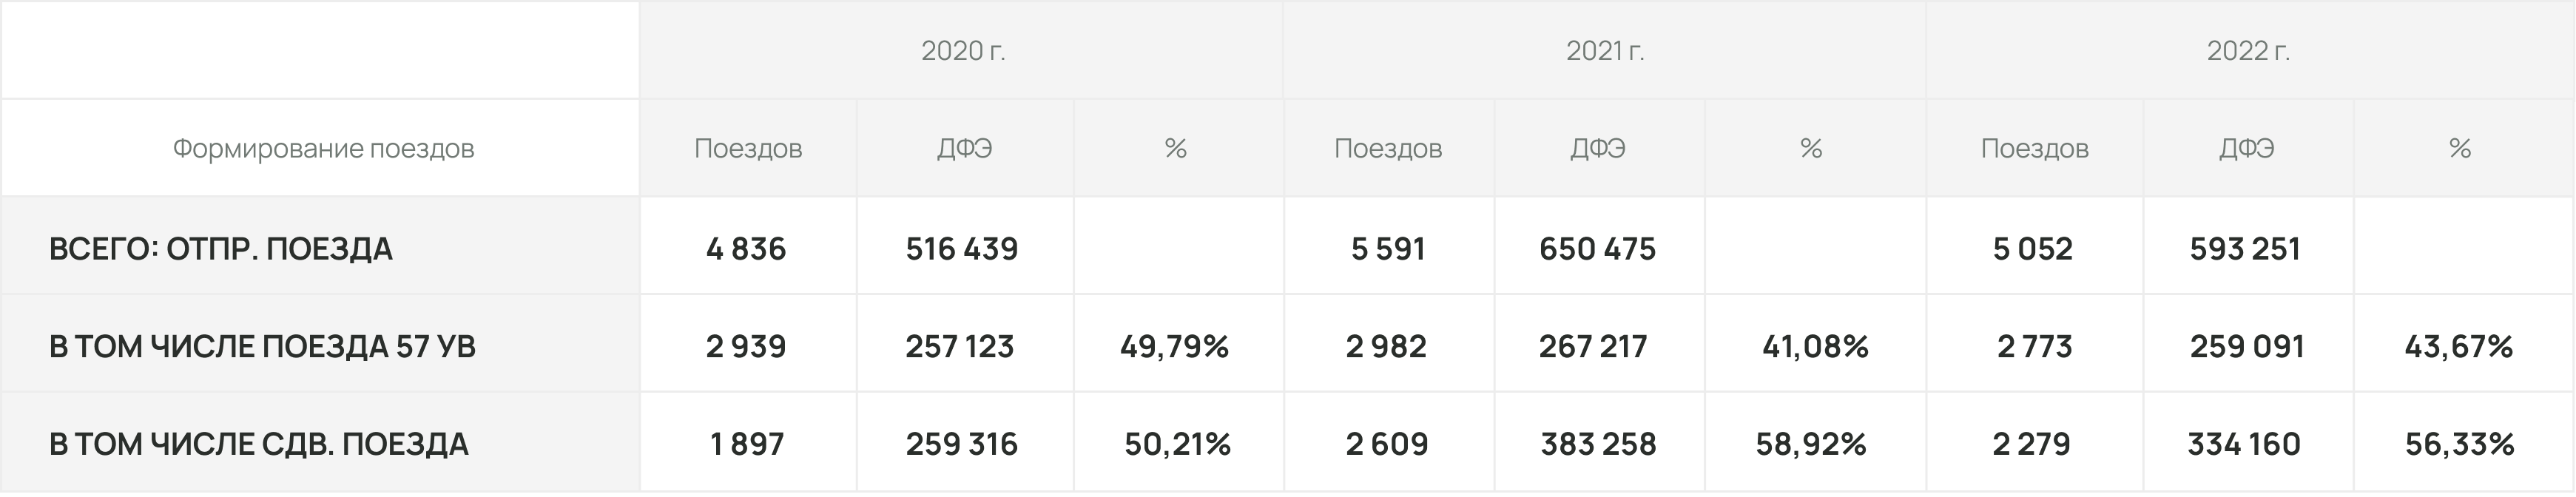 2020 г. 2021 г. 2022 г.
Формирование поездов Поездов ДФЭ % Поездов ДФЭ % Поездов ДФЭ %
ВСЕГО: ОТПР. ПОЕЗДА 4 836 516 439 5 591 650 475 5 052 593 251
В ТОМ ЧИСЛЕ ПОЕЗДА 57 УВ 2 939 257 123 49,79% 2 982 267 217 41,08% 2 773 259 091 43,67%
В ТОМ ЧИСЛЕ СДВ. ПОЕЗДА 1 897 259 316 50,21% 2 609 383 258 58,92% 2 279 334 160 56,33%